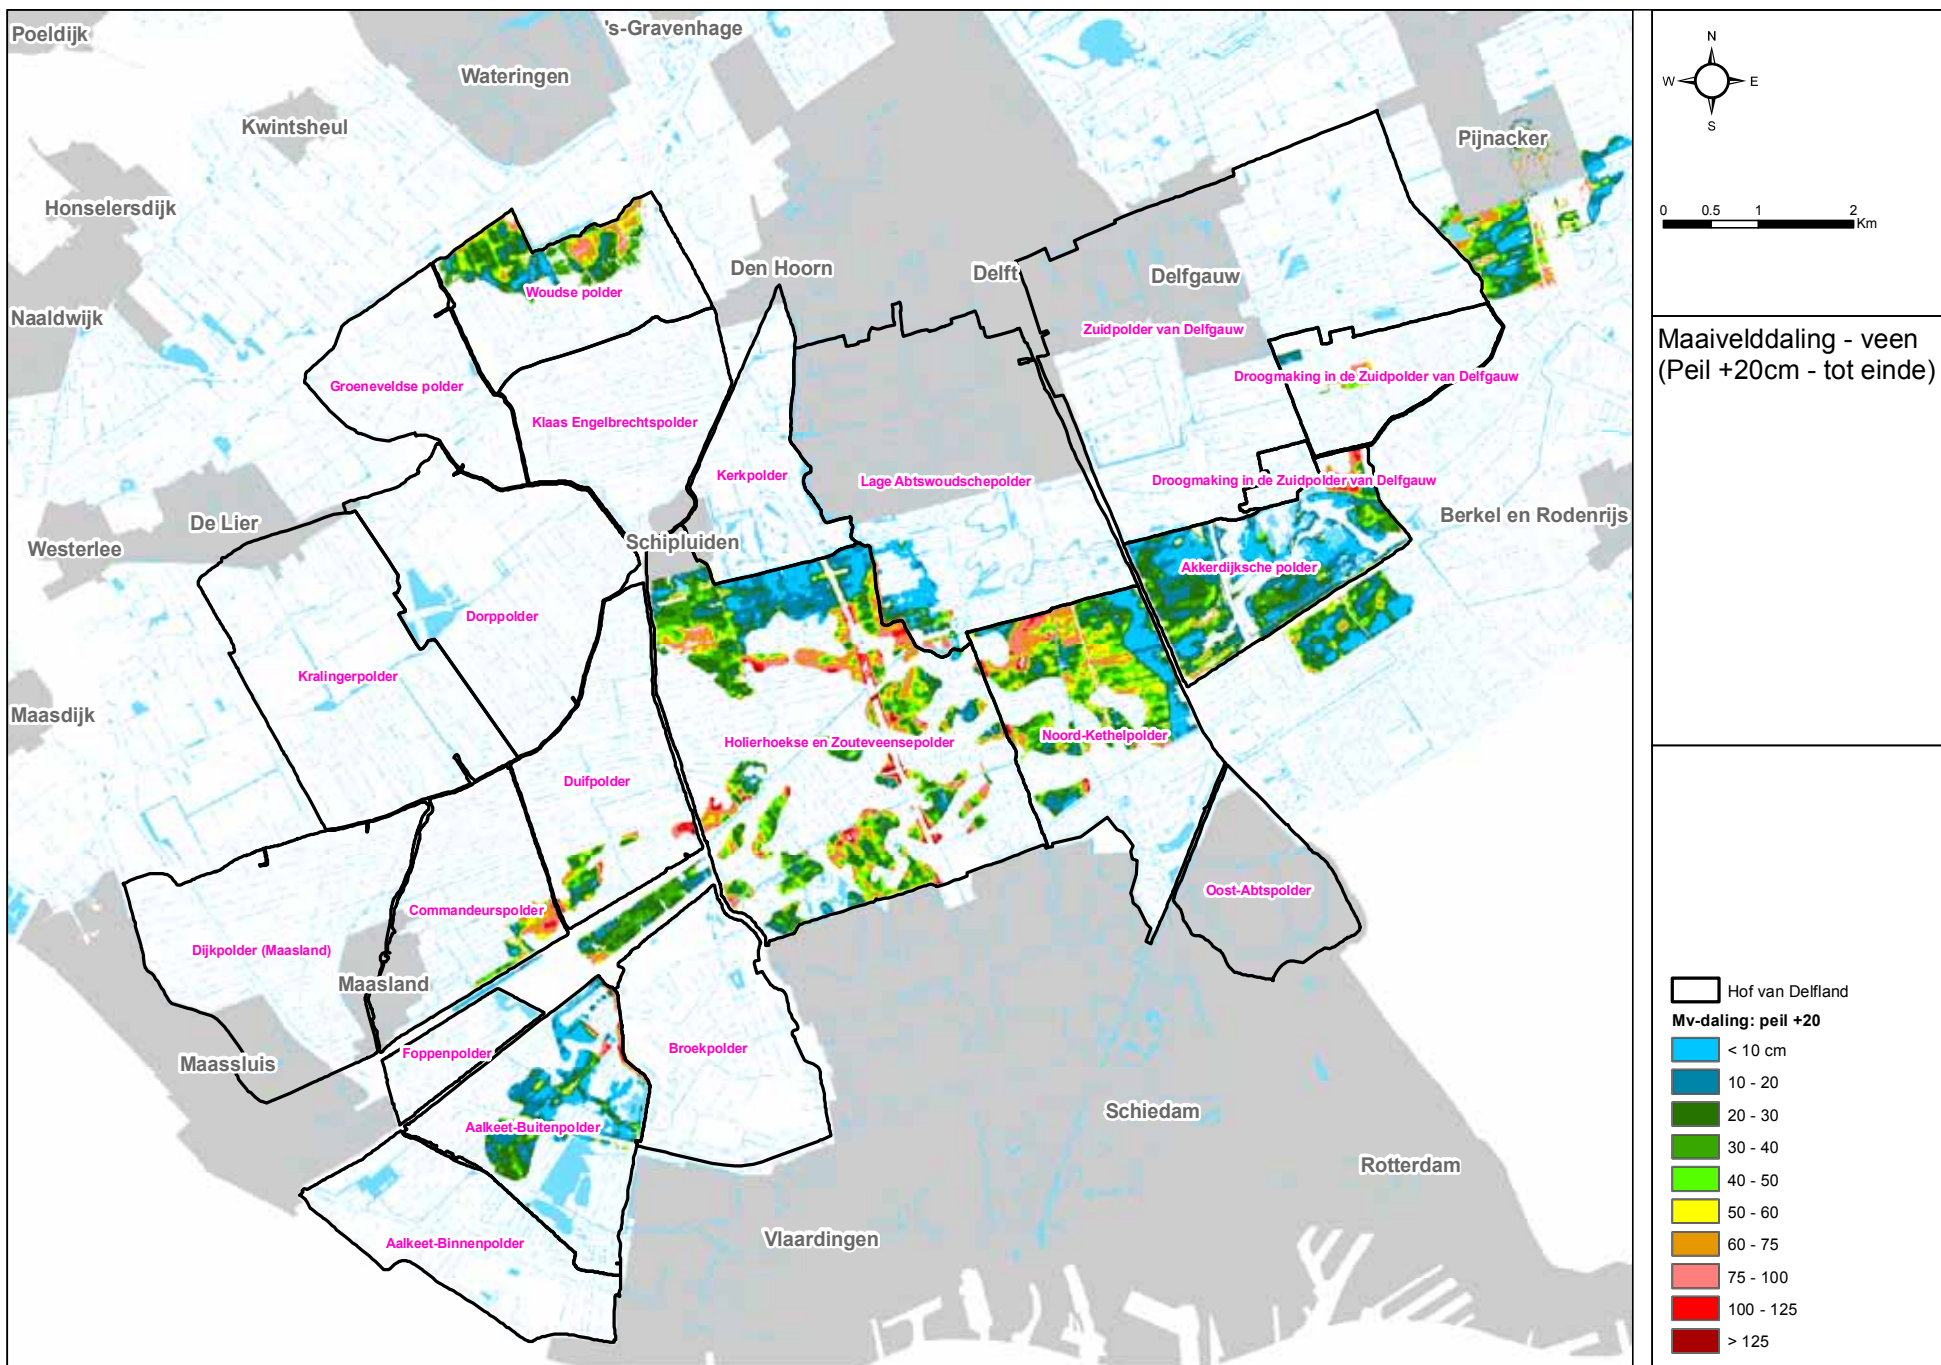 Poeldijk
's-Gravenhage
Wateringen
Kwintsheul
Pijnacker
Honselersdijk
Den Hoorn
Delft
Delfgauw
Woudse polder
Naaldwijk
Zuidpolder van Delfgauw
Groeneveldse polder
Droogmaking in de Zuidpolder van Delfgauw
Klaas Engelbrechtspolder
Kerkpolder
Lage Abtswoudschepolder
Droogmaking in de Zuidpolder van Delfgauw
De Lier
Westerlee
Berkel en Rodenrijs
Schipluiden
Akkerdijksche polder
Dorppolder
Kralingerpolder
Maasdijk
Holierhoekse en Zouteveensepolder
Noord-Kethelpolder
Duifpolder
Oost-Abtspolder
Commandeurspolder
Dijkpolder (Maasland)
Maasland
Foppenpolder
Broekpolder
Maassluis
Schiedam
Aalkeet-Buitenpolder
Rotterdam
Aalkeet-Binnenpolder
Vlaardingen
N
W E
S
0 0.5 1 2
Km
Maaivelddaling - veen
(Peil +20cm - tot einde)
Hof van Delfland
Mv-daling: peil +20
< 10 cm
10 - 20
20 - 30
30 - 40
40 - 50
50 - 60
60 - 75
75 - 100
100 - 125
> 125